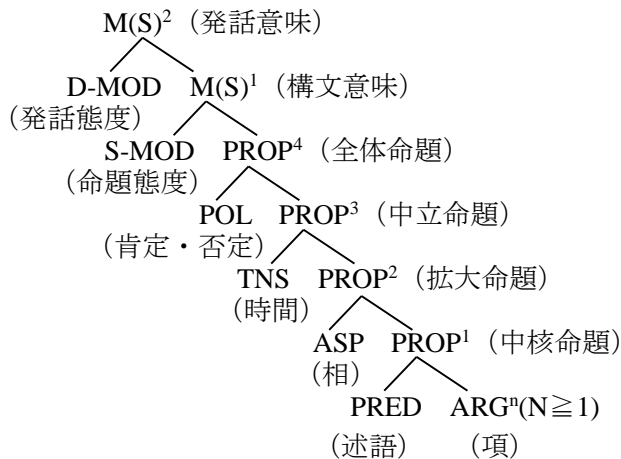 M(S)²（発話意味）
D-MOD M(S)¹（構文意味）
（発話態度）
S-MOD PROP⁴（全体命題）
（命題態度）
POL PROP³（中立命題）
（肯定・否定）
TNS PROP²（拡大命題）
（時間）
ASP PROP¹（中核命題）
（相）
PRED ARGⁿ(N≧1)
（述語） （項）